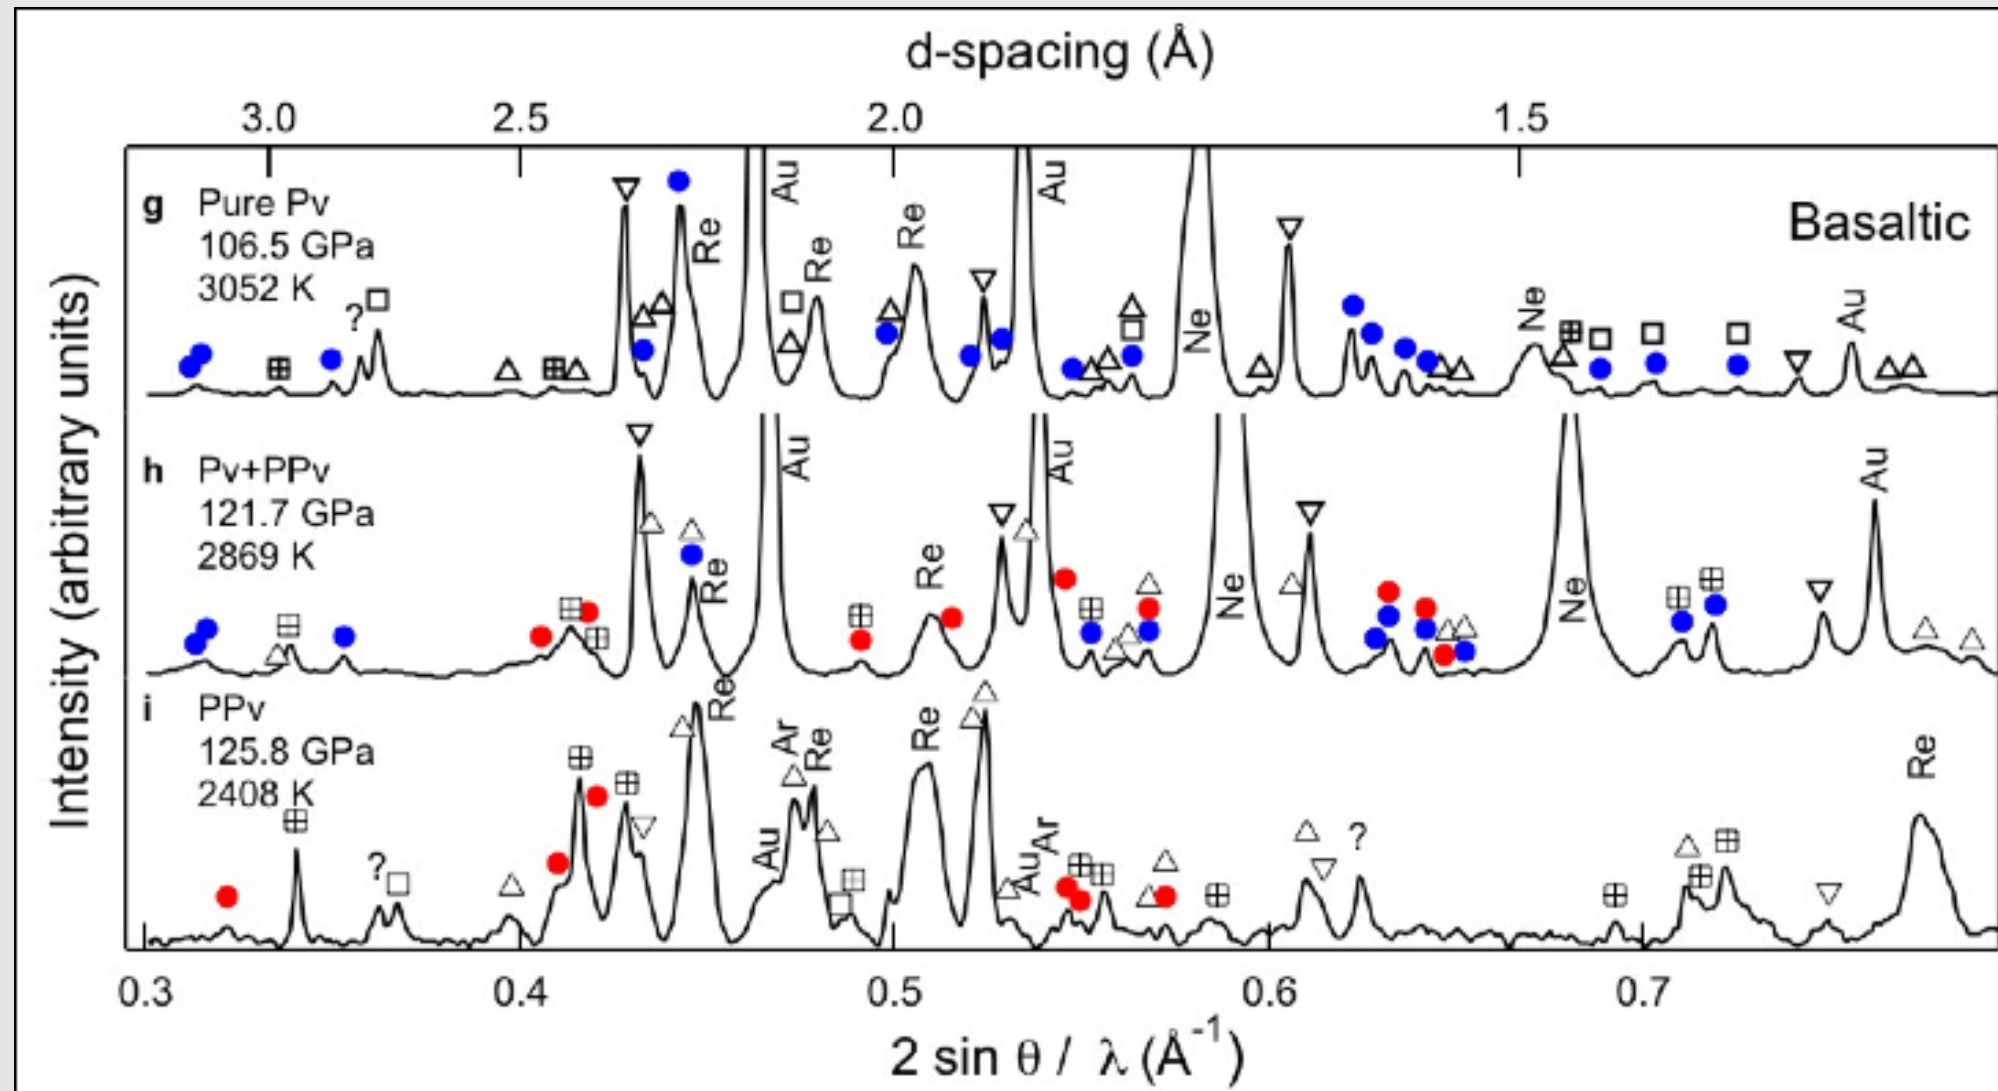 d-spacing (Å)
3.0 2.5 2.0 1.5
Intensity (arbitrary units)
g Pure Pv
106.5 GPa
3052 K
Basaltic
? Re Au Re Re Au Ne Ne Au
h Pv+PPv
121.7 GPa
2869 K
Re Au Re Au Ne Ne Au
i PPv
125.8 GPa
2408 K
? Re Au Ar Re Re Au Ar ? Re
0.3 0.4 0.5 0.6 0.7
2 sin θ / λ (Å⁻¹)